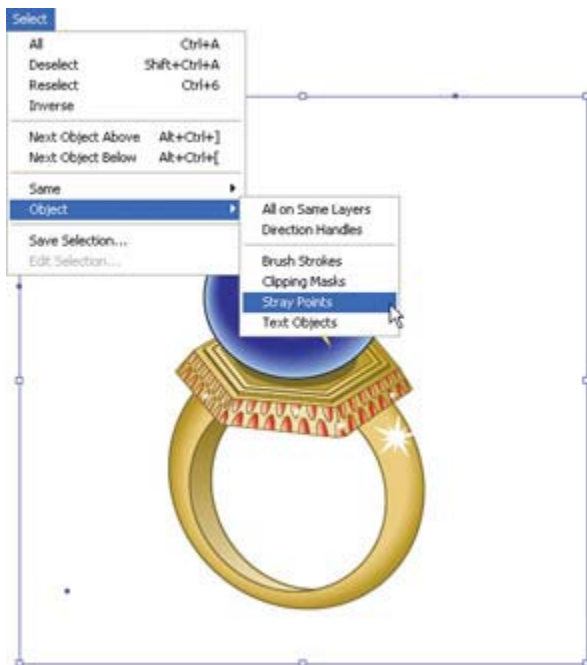 Select
All Ctrl+A
Deselect Shift+Ctrl+A
Reselect Ctrl+6
Inverse
Next Object Above Alt+Ctrl+]
Next Object Below Alt+Ctrl+[
Same
Object
Save Selection...
Edit Selection...
All on Same Layers
Direction Handles
Brush Strokes
Clipping Masks
Stray Points
Text Objects